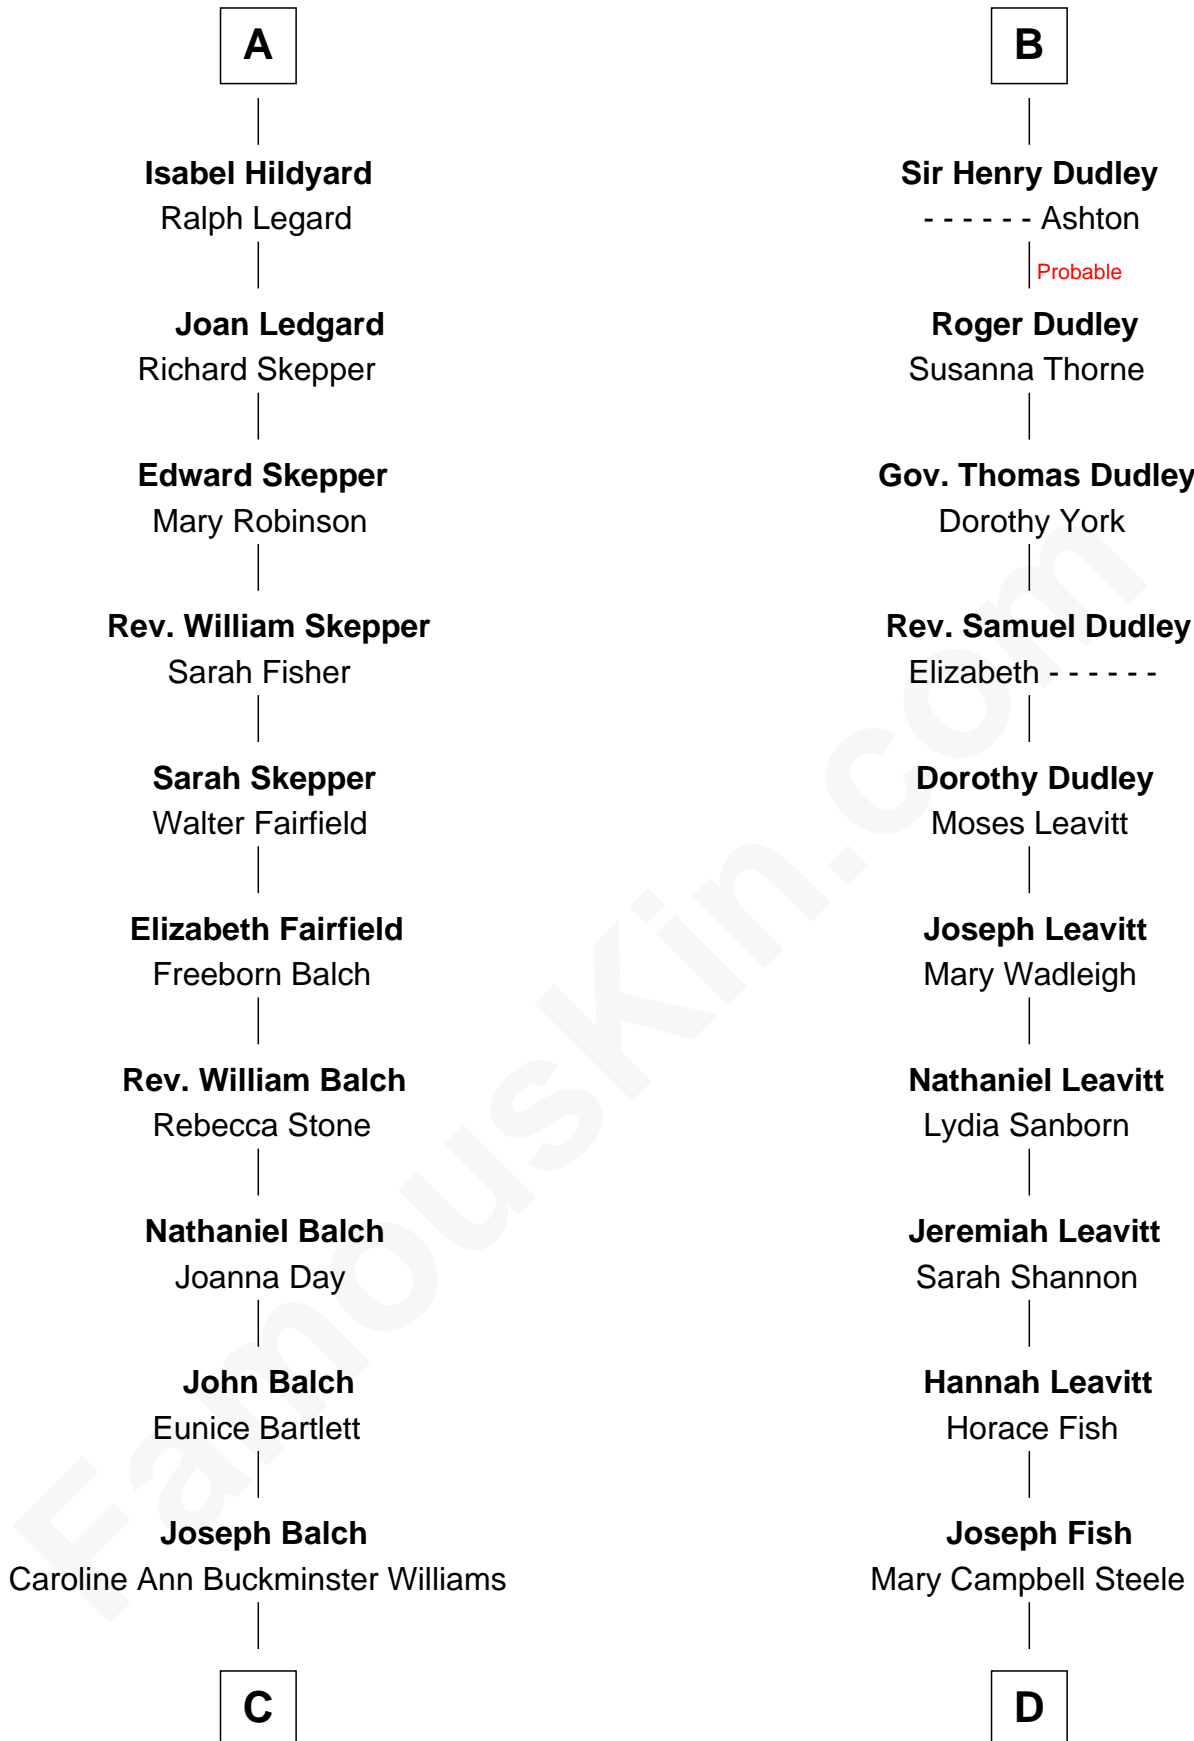 A
Isabel Hildyard
Ralph Legard
Joan Ledgard
Richard Skepper
Edward Skepper
Mary Robinson
Rev. William Skepper
Sarah Fisher
Sarah Skepper
Walter Fairfield
Elizabeth Fairfield
Freeborn Balch
Rev. William Balch
Rebecca Stone
Nathaniel Balch
Joanna Day
John Balch
Eunice Bartlett
Joseph Balch
Caroline Ann Buckminster Williams
C
B
Sir Henry Dudley
- - - - - - Ashton
Probable
Roger Dudley
Susanna Thorne
Gov. Thomas Dudley
Dorothy York
Rev. Samuel Dudley
Elizabeth - - - - - -
Dorothy Dudley
Moses Leavitt
Joseph Leavitt
Mary Wadleigh
Nathaniel Leavitt
Lydia Sanborn
Jeremiah Leavitt
Sarah Shannon
Hannah Leavitt
Horace Fish
Joseph Fish
Mary Campbell Steele
D
FamousKin.com